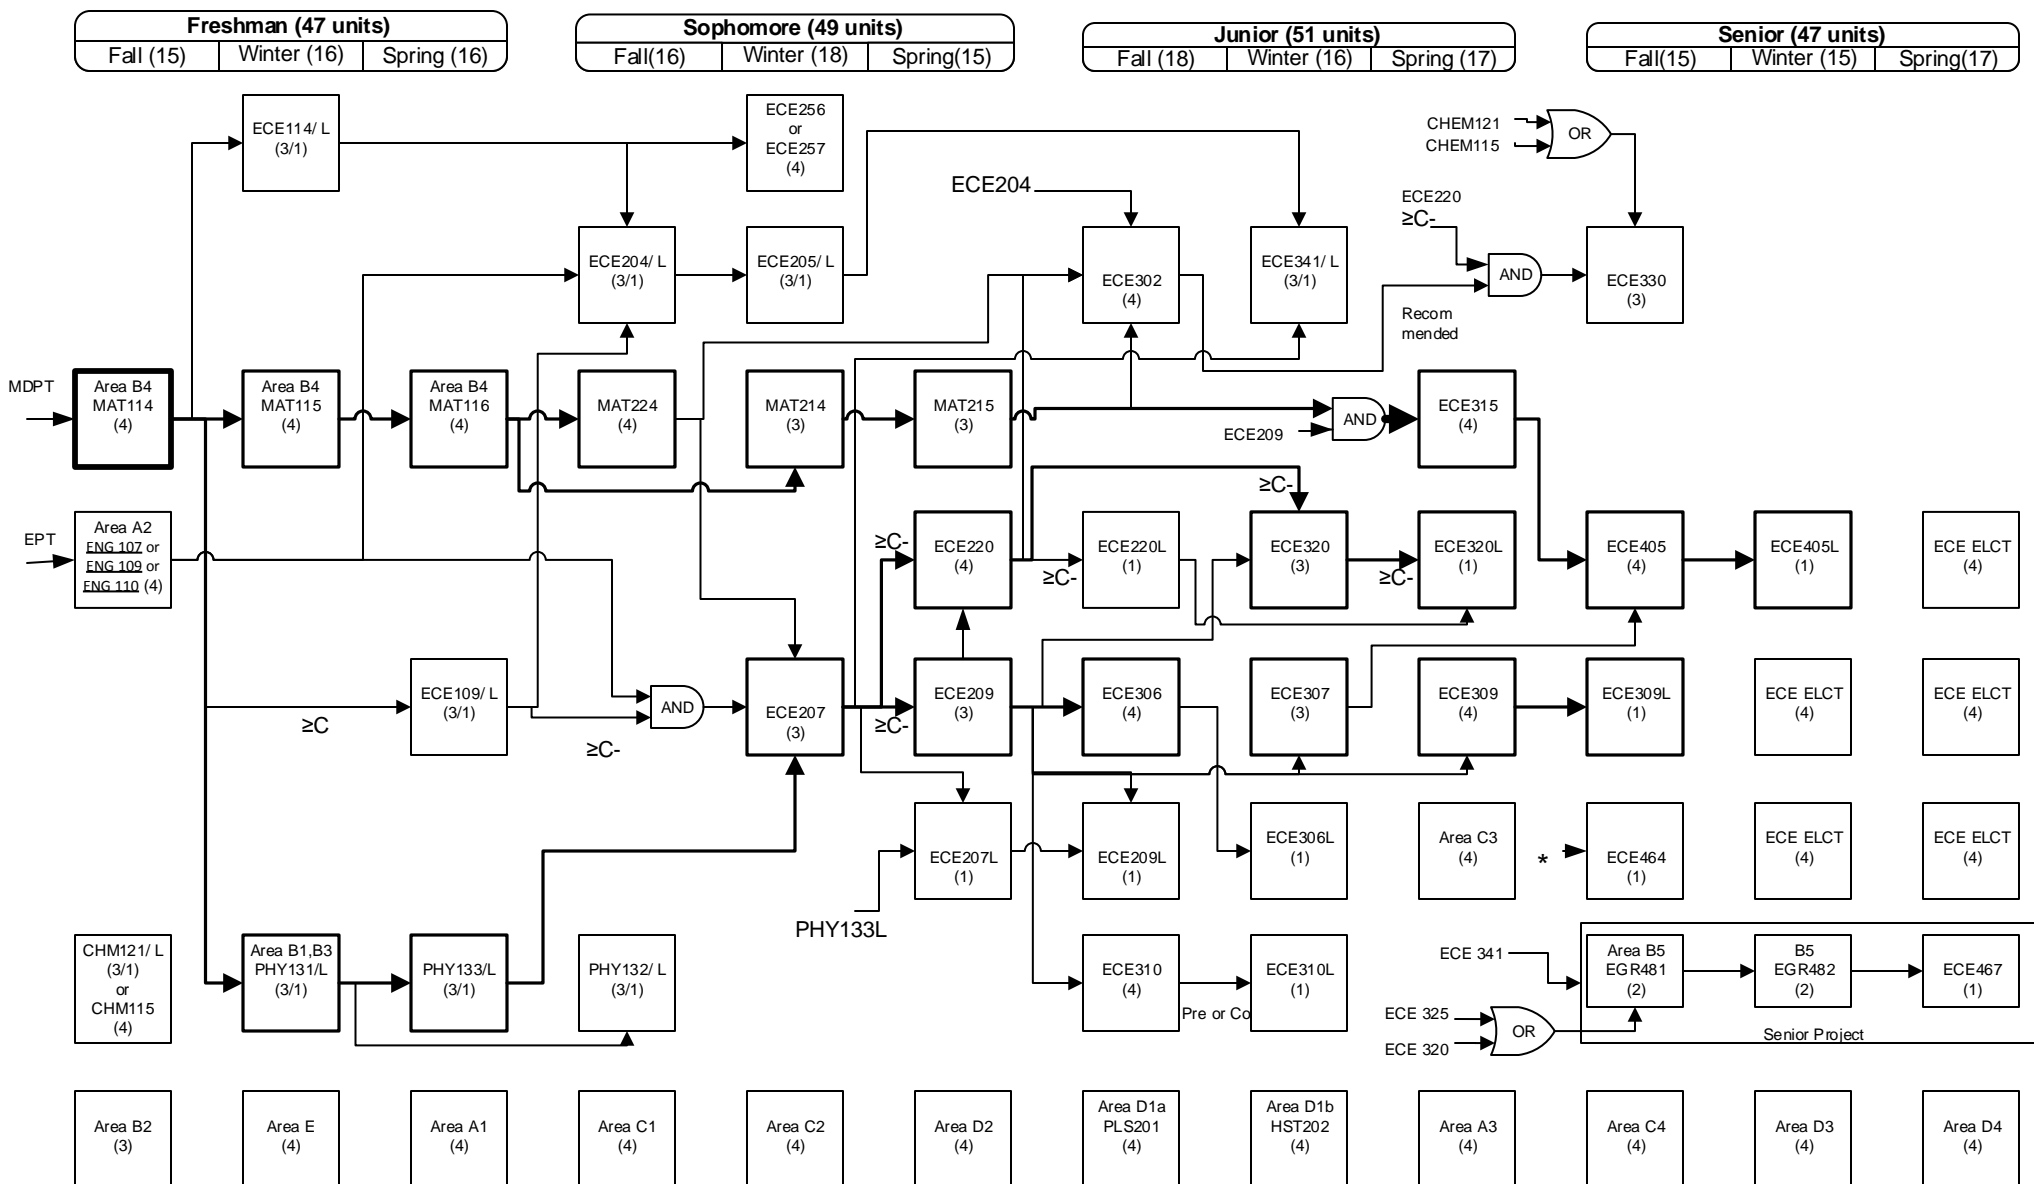 Freshman (47 units)
Fall (15)
Winter (16)
Spring (16)
Sophomore (49 units)
Fall(16)
Winter (18)
Spring(15)
Junior (51 units)
Fall (18)
Winter (16)
Spring (17)
Senior (47 units)
Fall(15)
Winter (15)
Spring(17)
ECE114/ L
(3/1)
ECE256
or
ECE257
(4)
CHEM121
CHEM115
OR
ECE204
ECE220
≥C-
ECE204/ L
(3/1)
ECE205/ L
(3/1)
ECE302
(4)
ECE341/ L
(3/1)
AND
ECE330
(3)
Recom
mended
MDPT
Area B4
MAT114
(4)
Area B4
MAT115
(4)
Area B4
MAT116
(4)
MAT224
(4)
MAT214
(3)
MAT215
(3)
ECE209
AND
ECE315
(4)
≥C-
EPT
Area A2
ENG 107 or
ENG 109 or
ENG 110 (4)
≥C-
ECE220
(4)
≥C-
ECE220L
(1)
ECE320
(3)
≥C-
ECE320L
(1)
ECE405
(4)
ECE405L
(1)
ECE ELCT
(4)
≥C
ECE109/ L
(3/1)
≥C-
AND
ECE207
(3)
≥C-
ECE209
(3)
ECE306
(4)
ECE307
(3)
ECE309
(4)
ECE309L
(1)
ECE ELCT
(4)
ECE ELCT
(4)
PHY133L
ECE207L
(1)
ECE209L
(1)
ECE306L
(1)
Area C3
(4)
*
ECE464
(1)
ECE ELCT
(4)
ECE ELCT
(4)
CHM121/ L
(3/1)
or
CHM115
(4)
Area B1,B3
PHY131/L
(3/1)
PHY133/L
(3/1)
PHY132/ L
(3/1)
ECE310
(4)
Pre or Co
ECE310L
(1)
ECE 341
ECE 325
ECE 320
OR
Area B5
EGR481
(2)
B5
EGR482
(2)
ECE467
(1)
Senior Project
Area B2
(3)
Area E
(4)
Area A1
(4)
Area C1
(4)
Area C2
(4)
Area D2
(4)
Area D1a
PLS201
(4)
Area D1b
HST202
(4)
Area A3
(4)
Area C4
(4)
Area D3
(4)
Area D4
(4)